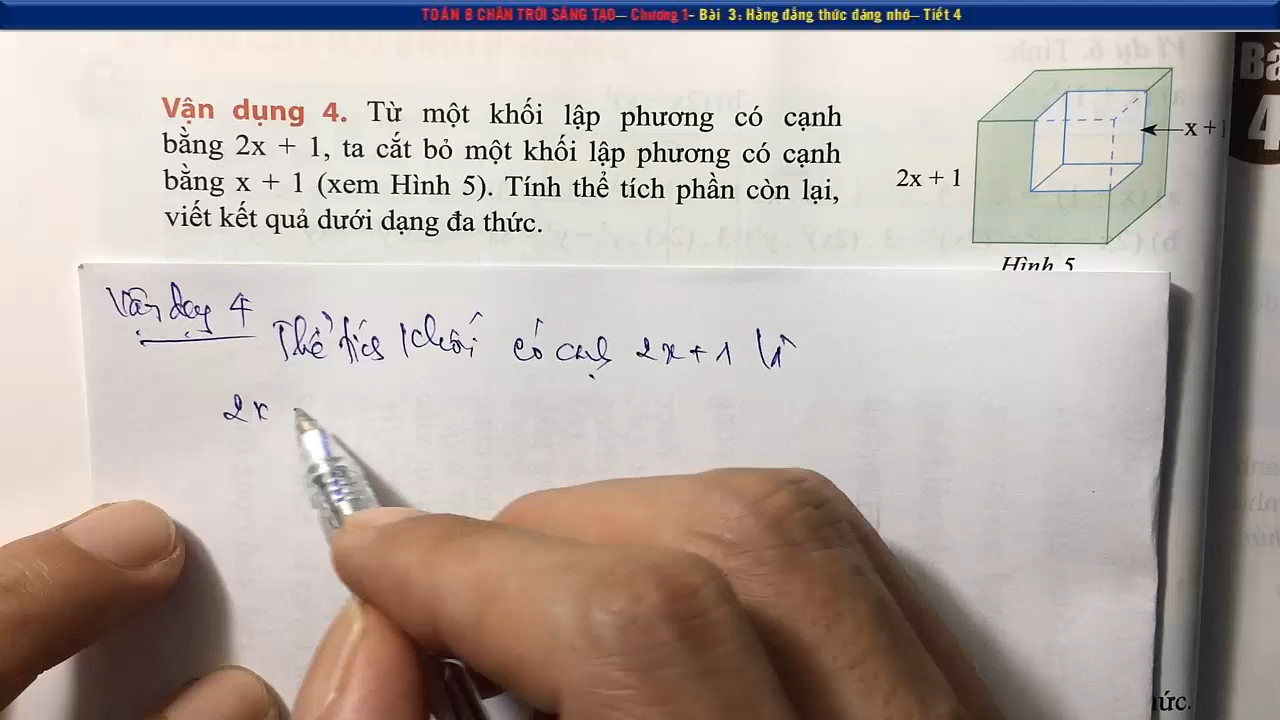 TOÁN 8 CHÂN TRỜI SÁNG TẠO– Chương 1- Bài 3: Hằng đẳng thức đáng nhớ– Tiết 4
Vận dụng 4. Từ một khối lập phương có cạnh
bằng 2x + 1, ta cắt bỏ một khối lập phương có cạnh
bằng x + 1 (xem Hình 5). Tính thể tích phần còn lại,
viết kết quả dưới dạng đa thức.
2x + 1
x + 1
Hình 5
Bà
4
Vận dụng 4
Thể tích khối có cạnh 2x + 1 là
2x
ức.